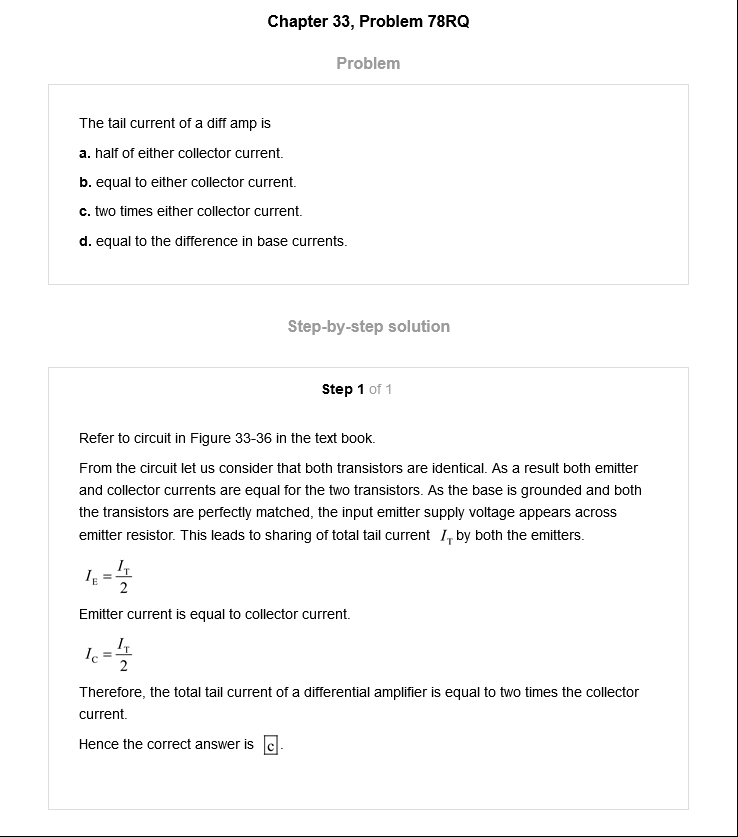 Chapter 33, Problem 78RQ
Problem
The tail current of a diff amp is
a. half of either collector current.
b. equal to either collector current.
c. two times either collector current.
d. equal to the difference in base currents.
Step-by-step solution
Step 1 of 1
Refer to circuit in Figure 33-36 in the text book.
From the circuit let us consider that both transistors are identical. As a result both emitter
and collector currents are equal for the two transistors. As the base is grounded and both
the transistors are perfectly matched, the input emitter supply voltage appears across
emitter resistor. This leads to sharing of total tail current I_T by both the emitters.
I_E = I_T/2
Emitter current is equal to collector current.
I_C = I_T/2
Therefore, the total tail current of a differential amplifier is equal to two times the collector
current.
Hence the correct answer is c.